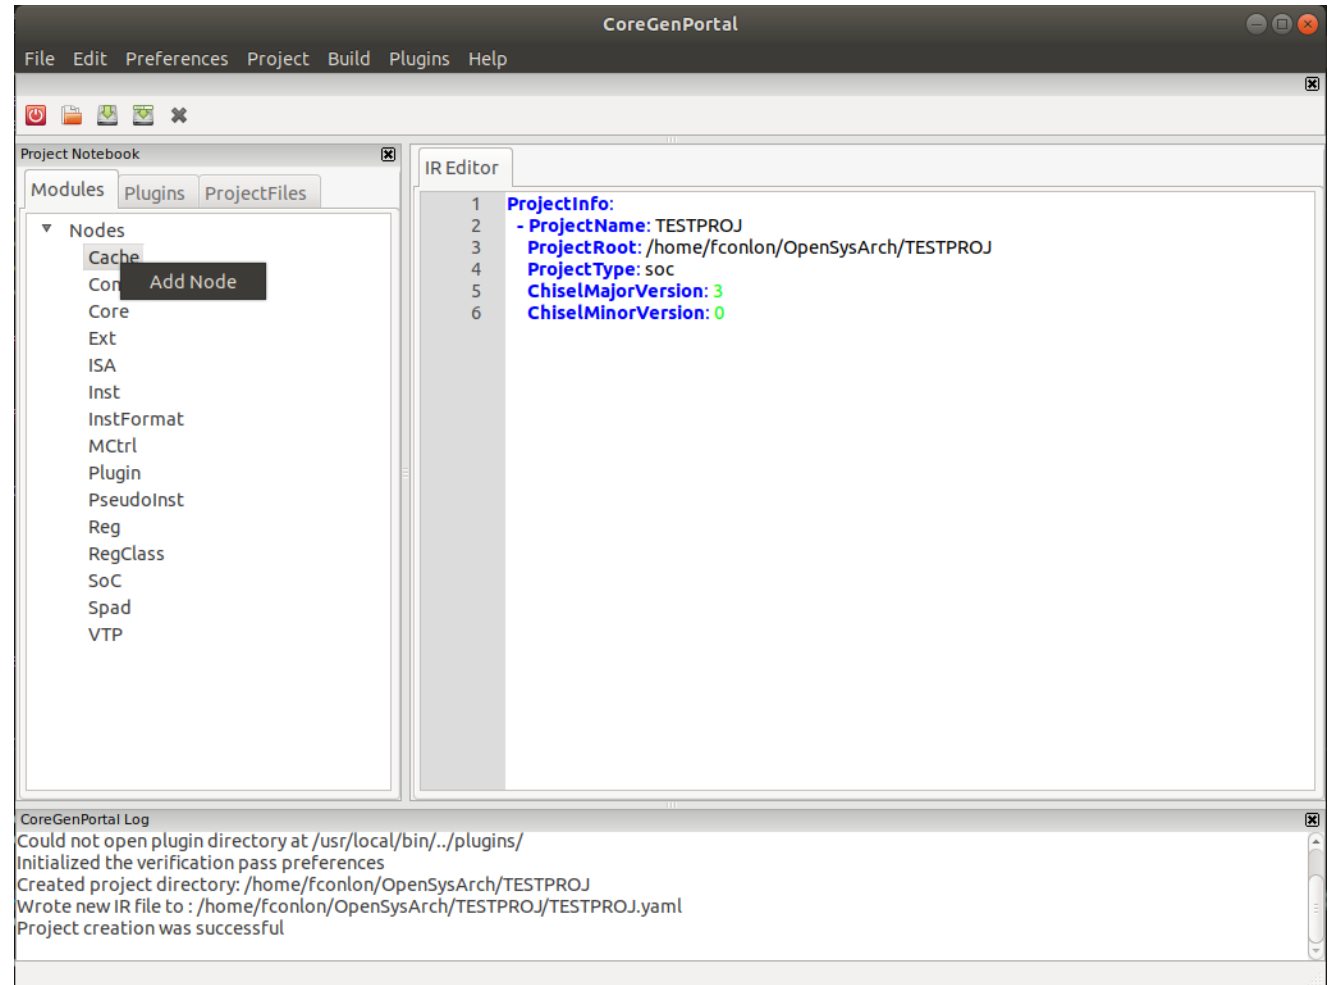 CoreGenPortal
File Edit Preferences Project Build Plugins Help
Project Notebook
Modules Plugins ProjectFiles
Nodes
Cache
Add Node
Core
Ext
ISA
Inst
InstFormat
MCtrl
Plugin
PseudoInst
Reg
RegClass
SoC
Spad
VTP
IR Editor
1 ProjectInfo:
2 - ProjectName: TESTPROJ
3 ProjectRoot: /home/fconlon/OpenSysArch/TESTPROJ
4 ProjectType: soc
5 ChiselMajorVersion: 3
6 ChiselMinorVersion: 0
CoreGenPortal Log
Could not open plugin directory at /usr/local/bin/../plugins/
Initialized the verification pass preferences
Created project directory: /home/fconlon/OpenSysArch/TESTPROJ
Wrote new IR file to : /home/fconlon/OpenSysArch/TESTPROJ/TESTPROJ.yaml
Project creation was successful